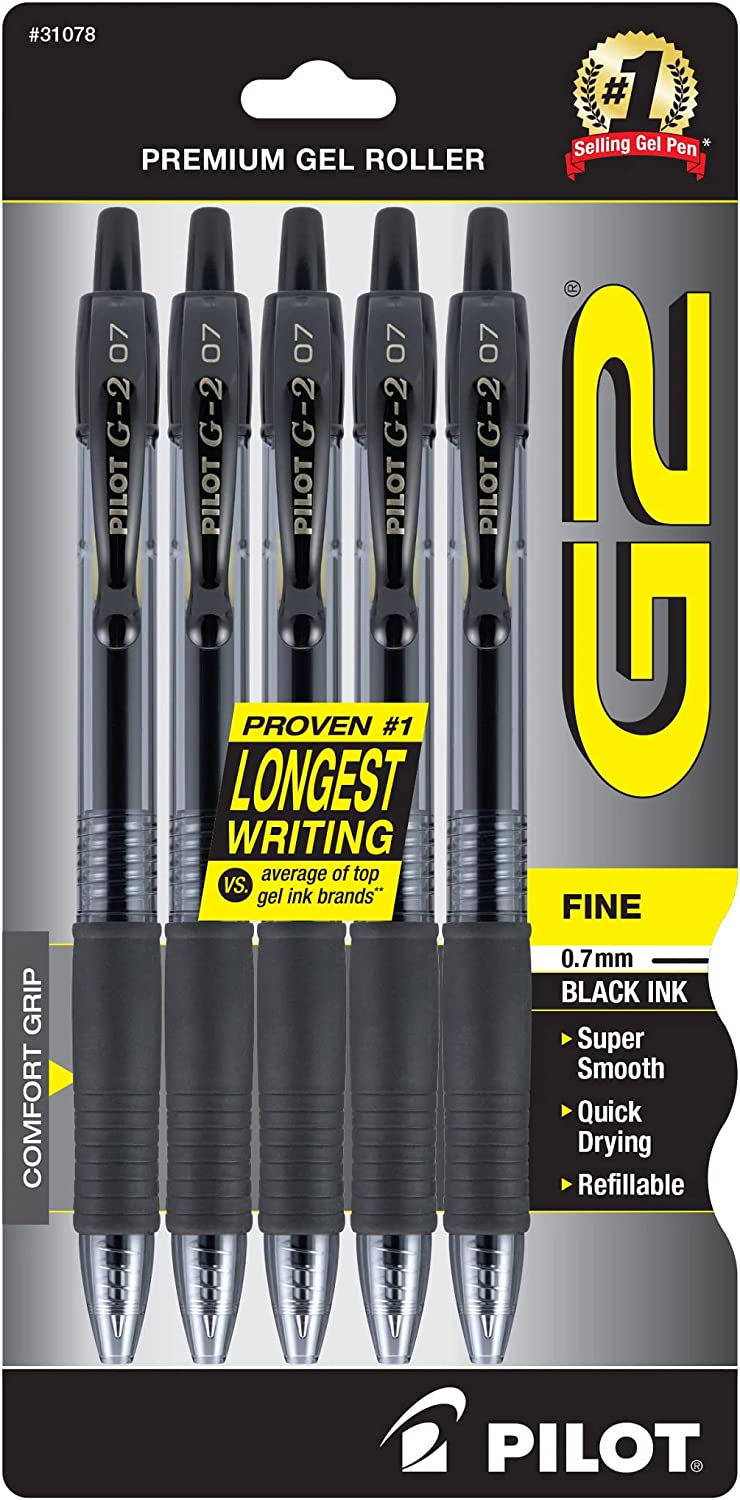 #31078
PREMIUM GEL ROLLER
#1
Selling Gel Pen*
PILOT G-2 07
PILOT G-2 07
PILOT G-2 07
PILOT G-2 07
PILOT G-2 07
G2®
PROVEN #1
LONGEST
WRITING
VS. average of top
gel ink brands**
FINE
0.7mm
BLACK INK
Super
Smooth
Quick
Drying
Refillable
COMFORT GRIP
PILOT®